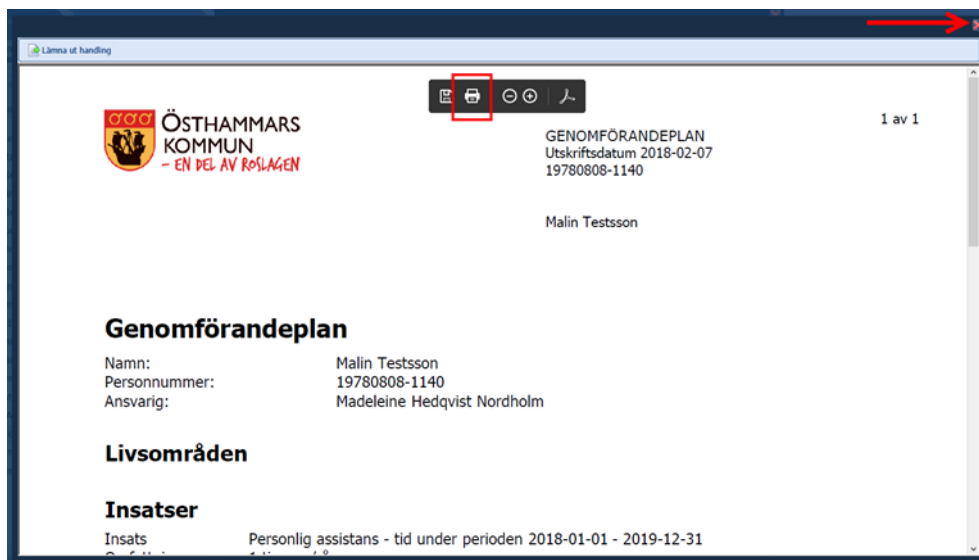 Lämna ut handling
ÖSTHAMMARS
KOMMUN
– EN DEL AV ROSLAGEN
1 av 1
GENOMFÖRANDEPLAN
Utskriftsdatum 2018-02-07
19780808-1140
Malin Testsson
Genomförandeplan
Namn: Malin Testsson
Personnummer: 19780808-1140
Ansvarig: Madeleine Hedqvist Nordholm
Livsområden
Insatser
Insats Personlig assistans - tid under perioden 2018-01-01 - 2019-12-31